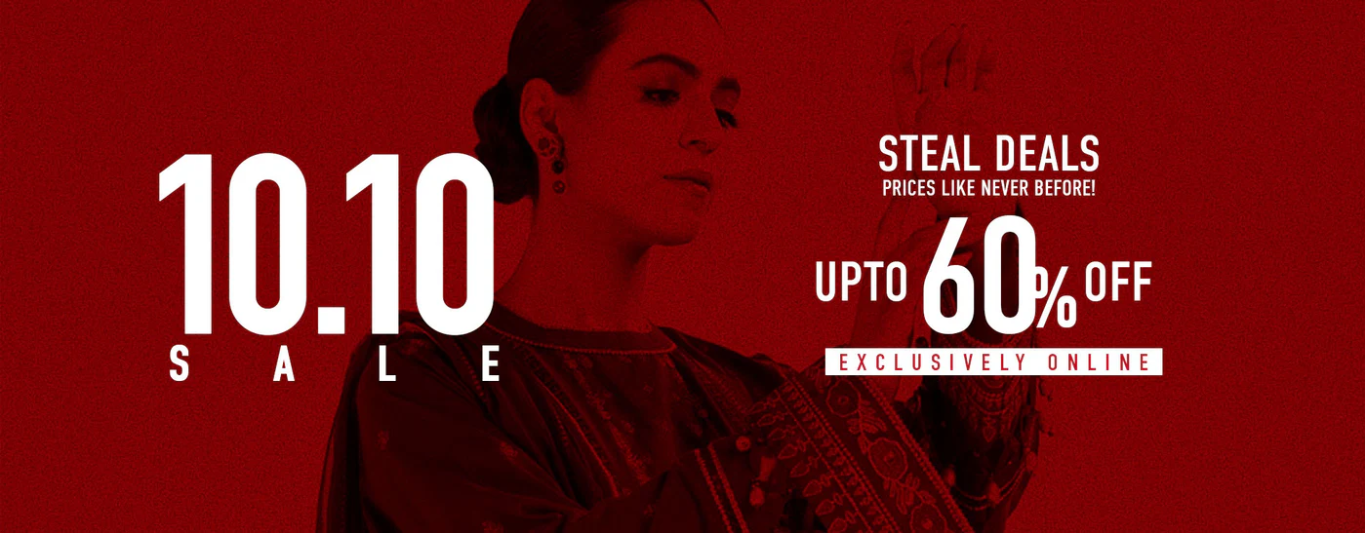 10.10
SALE
STEAL DEALS
PRICES LIKE NEVER BEFORE!
UPTO 60% OFF
EXCLUSIVELY ONLINE